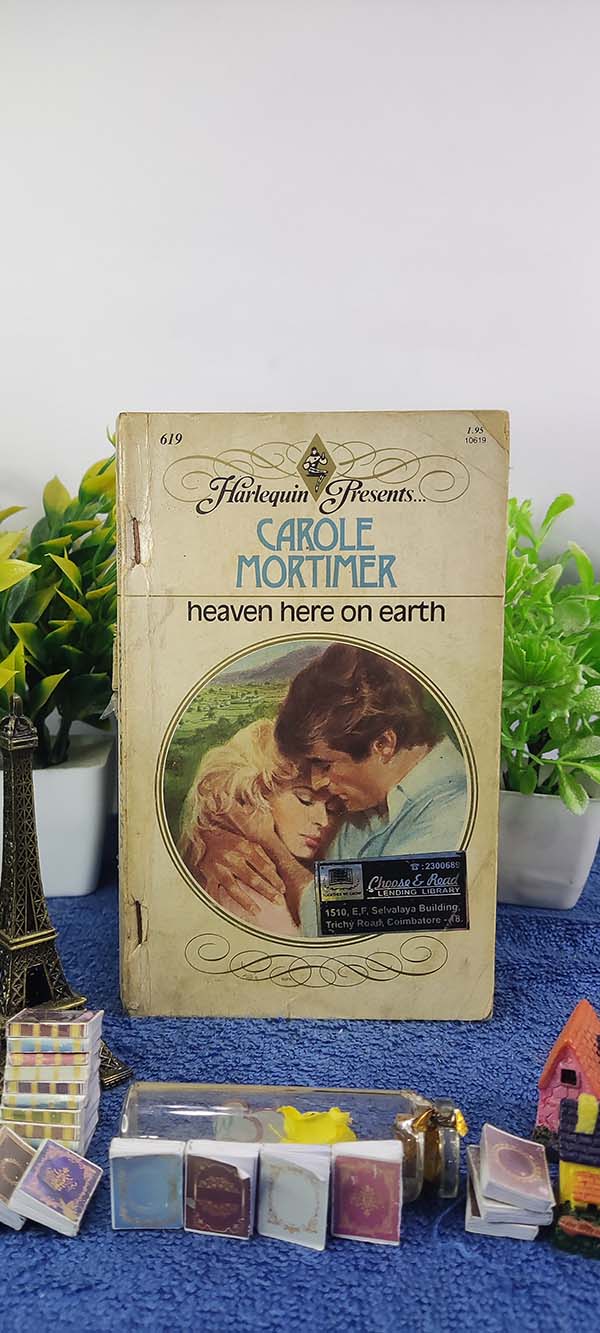 619
1.95
10619
Harlequin Presents...
CAROLE
MORTIMER
heaven here on earth
☎:2300689
Choose & Read
LENDING LIBRARY
1510, E,F, Selvalaya Building,
Trichy Road, Coimbatore - 18.